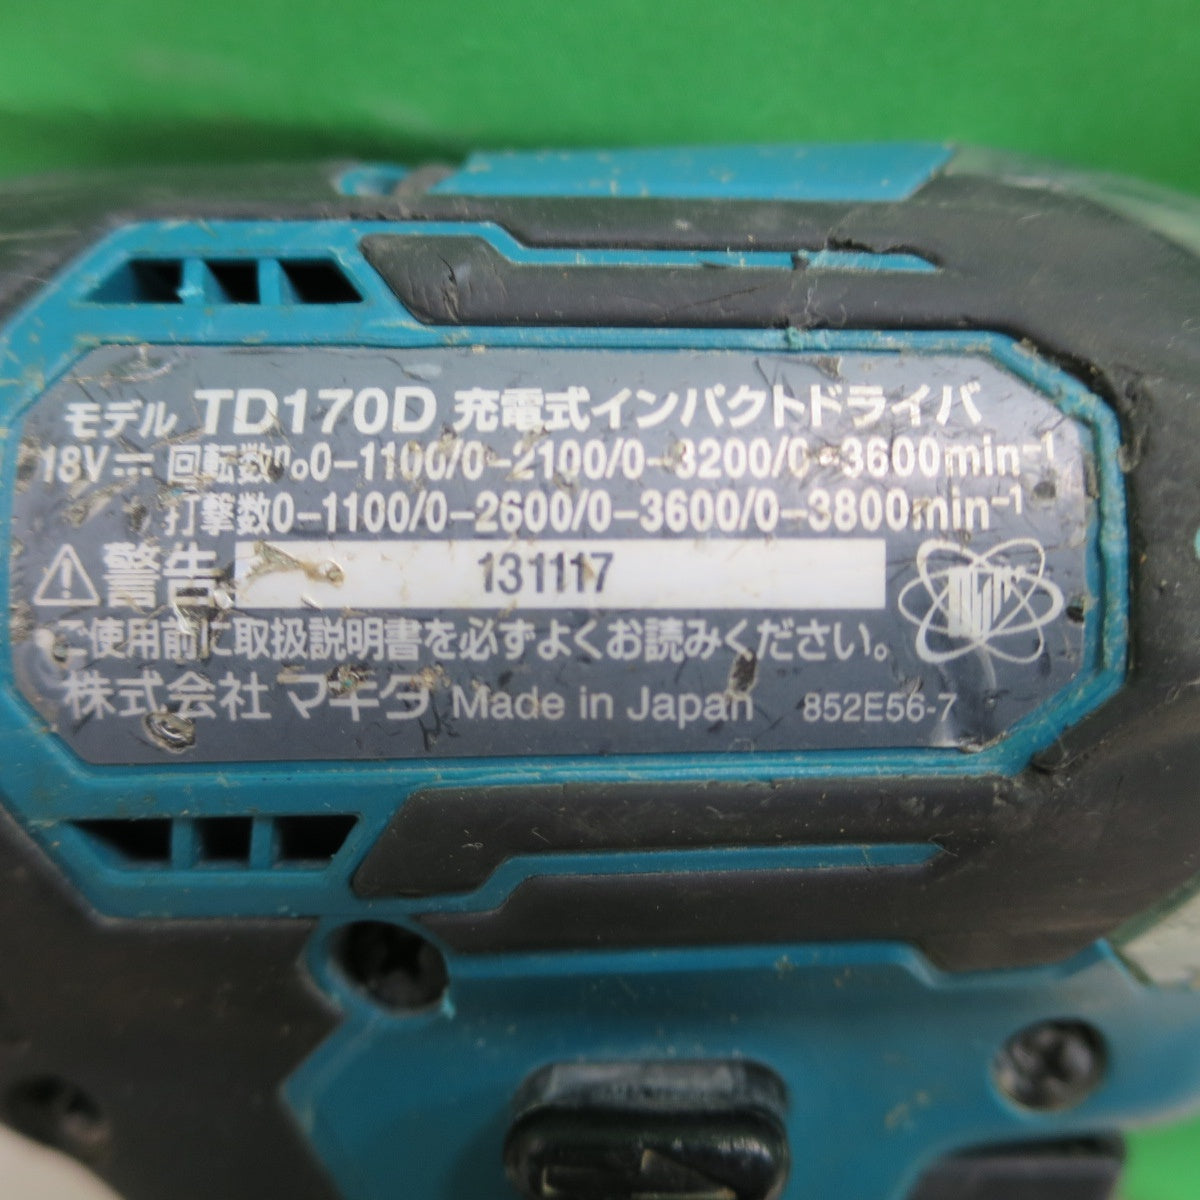 モデル TD170D 充電式インパクトドライバ
18V 回転数n₀0-1100/0-2100/0-3200/0-3600min⁻¹
打撃数0-1100/0-2600/0-3600/0-3800min⁻¹
警告 131117
ご使用前に取扱説明書を必ずよくお読みください。
株式会社 マキタ Made in Japan 852E56-7